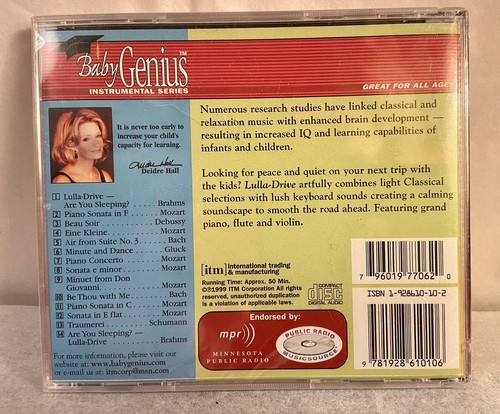 Baby Genius™
INSTRUMENTAL SERIES
GREAT FOR ALL AGES
It is never too early to
increase your child's
capacity for learning.
Deidre Hall
Deidre Hall
1 Lulla-Drive —
Are You Sleeping? ............ Brahms
2 Piano Sonata in F ........ Mozart
3 Beau Soir .................... Debussy
4 Eine Kleine .................. Mozart
5 Air from Suite No. 3 ..... Bach
6 Minute and Dance ....... Gluck
7 Piano Concerto ........... Mozart
8 Sonata e minor ............ Mozart
9 Minuet from Don
Giovanni ..................... Mozart
10 Be Thou with Me .......... Bach
11 Piano Sonata in C ........ Mozart
12 Sonata in E flat ........... Mozart
13 Traumerei ............... Schumann
14 Are You Sleeping? —
Lulla-Drive .................. Brahms
For more information, please visit our
website at: www.babygenius.com
or e-mail us at: itmcorp@msn.com
Numerous research studies have linked classical and
relaxation music with enhanced brain development —
resulting in increased IQ and learning capabilities of
infants and children.
Looking for peace and quiet on your next trip with
the kids? Lulla-Drive artfully combines light Classical
selections with lush keyboard sounds creating a calming
soundscape to smooth the road ahead. Featuring grand
piano, flute and violin.
[itm] international trading
& manufacturing
Running Time: Approx. 50 Min.
©1999 ITM Corporation All rights
reserved, unauthorized duplication
is a violation of applicable laws.
COMPACT
disc
DIGITAL AUDIO
Endorsed by:
mpr
MINNESOTA
PUBLIC RADIO
PUBLIC RADIO
MUSICSOURCE
7 96019 77062 0
ISBN 1-928610-10-2
9 781928 610106